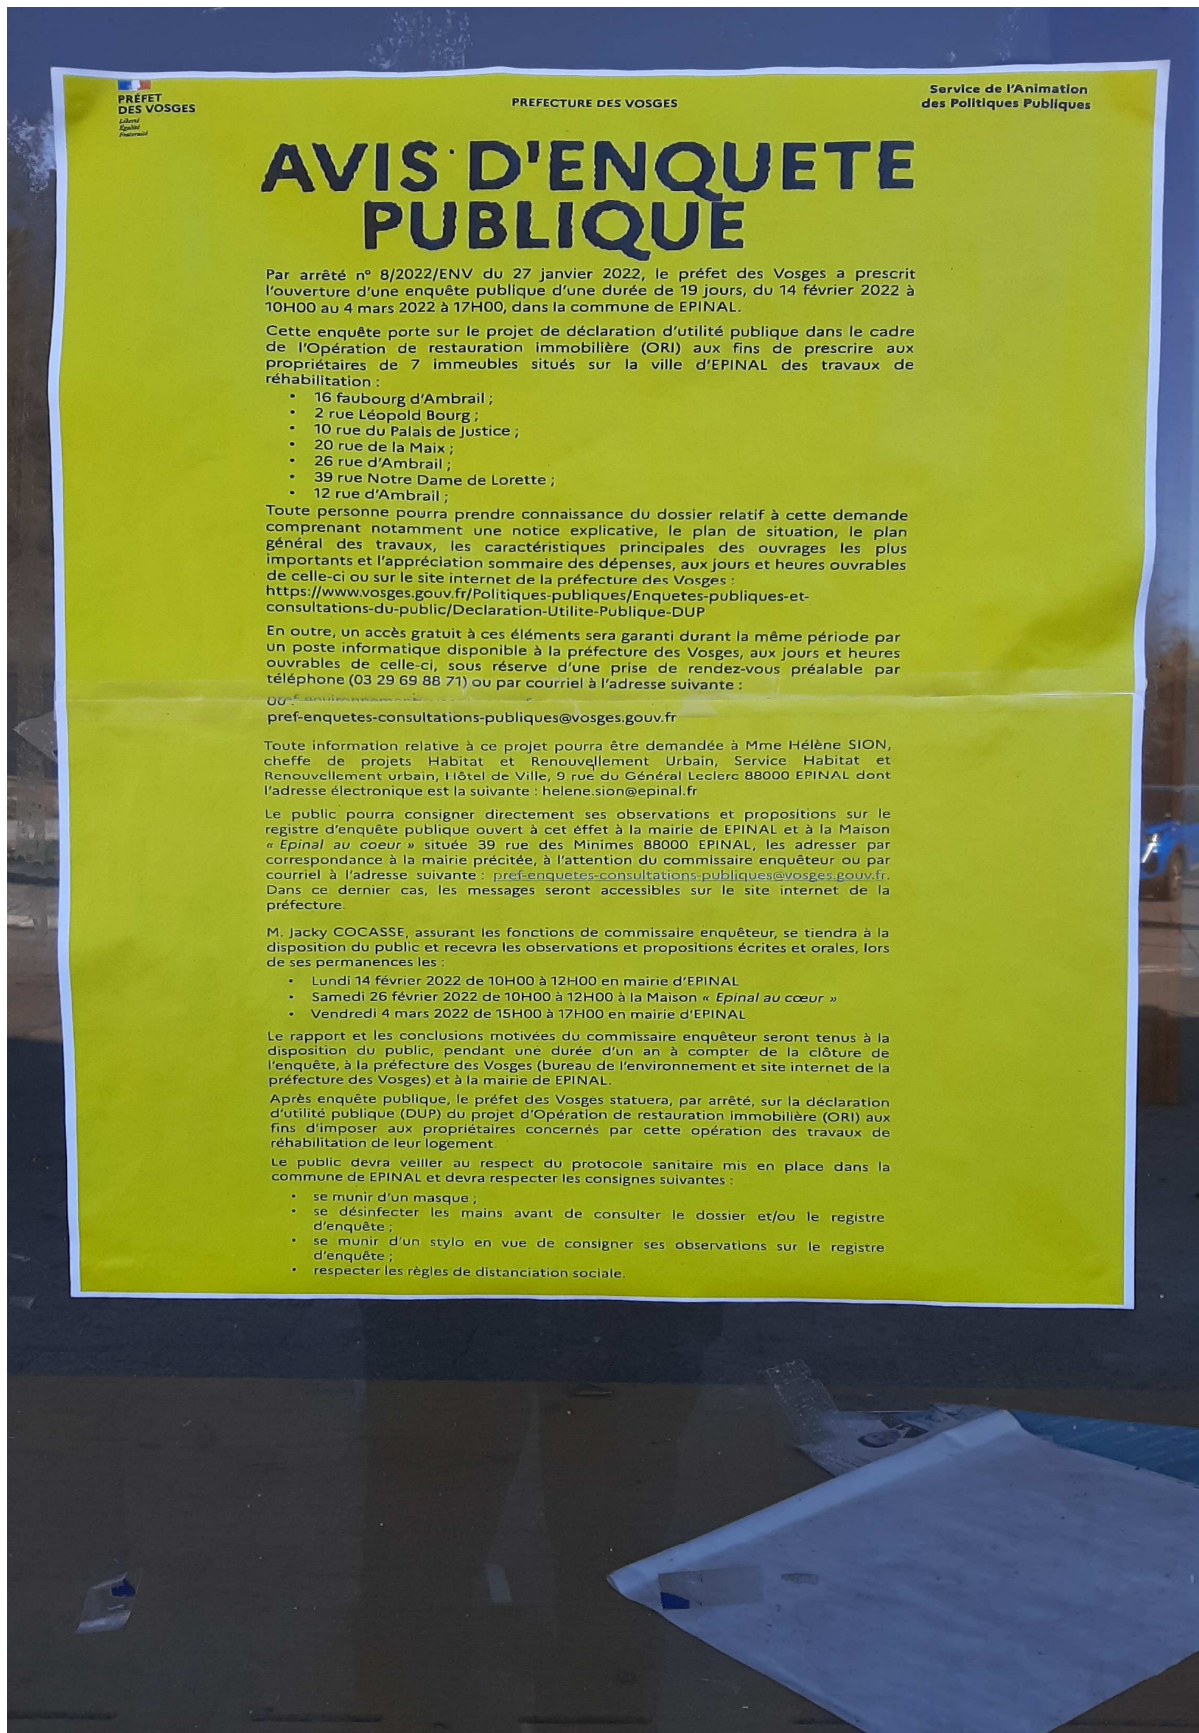 PRÉFET
DES VOSGES
Liberté
Égalité
Fraternité
PREFECTURE DES VOSGES
Service de l'Animation
des Politiques Publiques
AVIS D'ENQUETE
PUBLIQUE
Par arrêté n° 8/2022/ENV du 27 janvier 2022, le préfet des Vosges a prescrit
l'ouverture d'une enquête publique d'une durée de 19 jours, du 14 février 2022 à
10H00 au 4 mars 2022 à 17H00, dans la commune de EPINAL.
Cette enquête porte sur le projet de déclaration d'utilité publique dans le cadre
de l'Opération de restauration immobilière (ORI) aux fins de prescrire aux
propriétaires de 7 immeubles situés sur la ville d'EPINAL des travaux de
réhabilitation :
• 16 faubourg d'Ambrail ;
• 2 rue Léopold Bourg ;
• 10 rue du Palais de Justice ;
• 20 rue de la Maix ;
• 26 rue d'Ambrail ;
• 39 rue Notre Dame de Lorette ;
• 12 rue d'Ambrail ;
Toute personne pourra prendre connaissance du dossier relatif à cette demande
comprenant notamment une notice explicative, le plan de situation, le plan
général des travaux, les caractéristiques principales des ouvrages les plus
importants et l'appréciation sommaire des dépenses, aux jours et heures ouvrables
de celle-ci ou sur le site internet de la préfecture des Vosges :
https://www.vosges.gouv.fr/Politiques-publiques/Enquetes-publiques-et-
consultations-du-public/Declaration-Utilite-Publique-DUP
En outre, un accès gratuit à ces éléments sera garanti durant la même période par
un poste informatique disponible à la préfecture des Vosges, aux jours et heures
ouvrables de celle-ci, sous réserve d'une prise de rendez-vous préalable par
téléphone (03 29 69 88 71) ou par courriel à l'adresse suivante :
ou :
pref-enquetes-consultations-publiques@vosges.gouv.fr
Toute information relative à ce projet pourra être demandée à Mme Hélène SION,
cheffe de projets Habitat et Renouvellement Urbain, Service Habitat et
Renouvellement urbain, Hôtel de Ville, 9 rue du Général Leclerc 88000 EPINAL dont
l'adresse électronique est la suivante : helene.sion@epinal.fr
Le public pourra consigner directement ses observations et propositions sur le
registre d'enquête publique ouvert à cet effet à la mairie de EPINAL et à la Maison
« Epinal au coeur » située 39 rue des Minimes 88000 EPINAL, les adresser par
correspondance à la mairie précitée, à l'attention du commissaire enquêteur ou par
courriel à l'adresse suivante : pref-enquetes-consultations-publiques@vosges.gouv.fr.
Dans ce dernier cas, les messages seront accessibles sur le site internet de la
préfecture.
M. Jacky COCASSE, assurant les fonctions de commissaire enquêteur, se tiendra à la
disposition du public et recevra les observations et propositions écrites et orales, lors
de ses permanences les :
• Lundi 14 février 2022 de 10H00 à 12H00 en mairie d'EPINAL
• Samedi 26 février 2022 de 10H00 à 12H00 à la Maison « Epinal au cœur »
• Vendredi 4 mars 2022 de 15H00 à 17H00 en mairie d'EPINAL
Le rapport et les conclusions motivées du commissaire enquêteur seront tenus à la
disposition du public, pendant une durée d'un an à compter de la clôture de
l'enquête, à la préfecture des Vosges (bureau de l'environnement et site internet de la
préfecture des Vosges) et à la mairie de EPINAL.
Après enquête publique, le préfet des Vosges statuera, par arrêté, sur la déclaration
d'utilité publique (DUP) du projet d'Opération de restauration immobilière (ORI) aux
fins d'imposer aux propriétaires concernés par cette opération des travaux de
réhabilitation de leur logement.
Le public devra veiller au respect du protocole sanitaire mis en place dans la
commune de EPINAL et devra respecter les consignes suivantes :
• se munir d'un masque ;
• se désinfecter les mains avant de consulter le dossier et/ou le registre
d'enquête ;
• se munir d'un stylo en vue de consigner ses observations sur le registre
d'enquête ;
• respecter les règles de distanciation sociale.